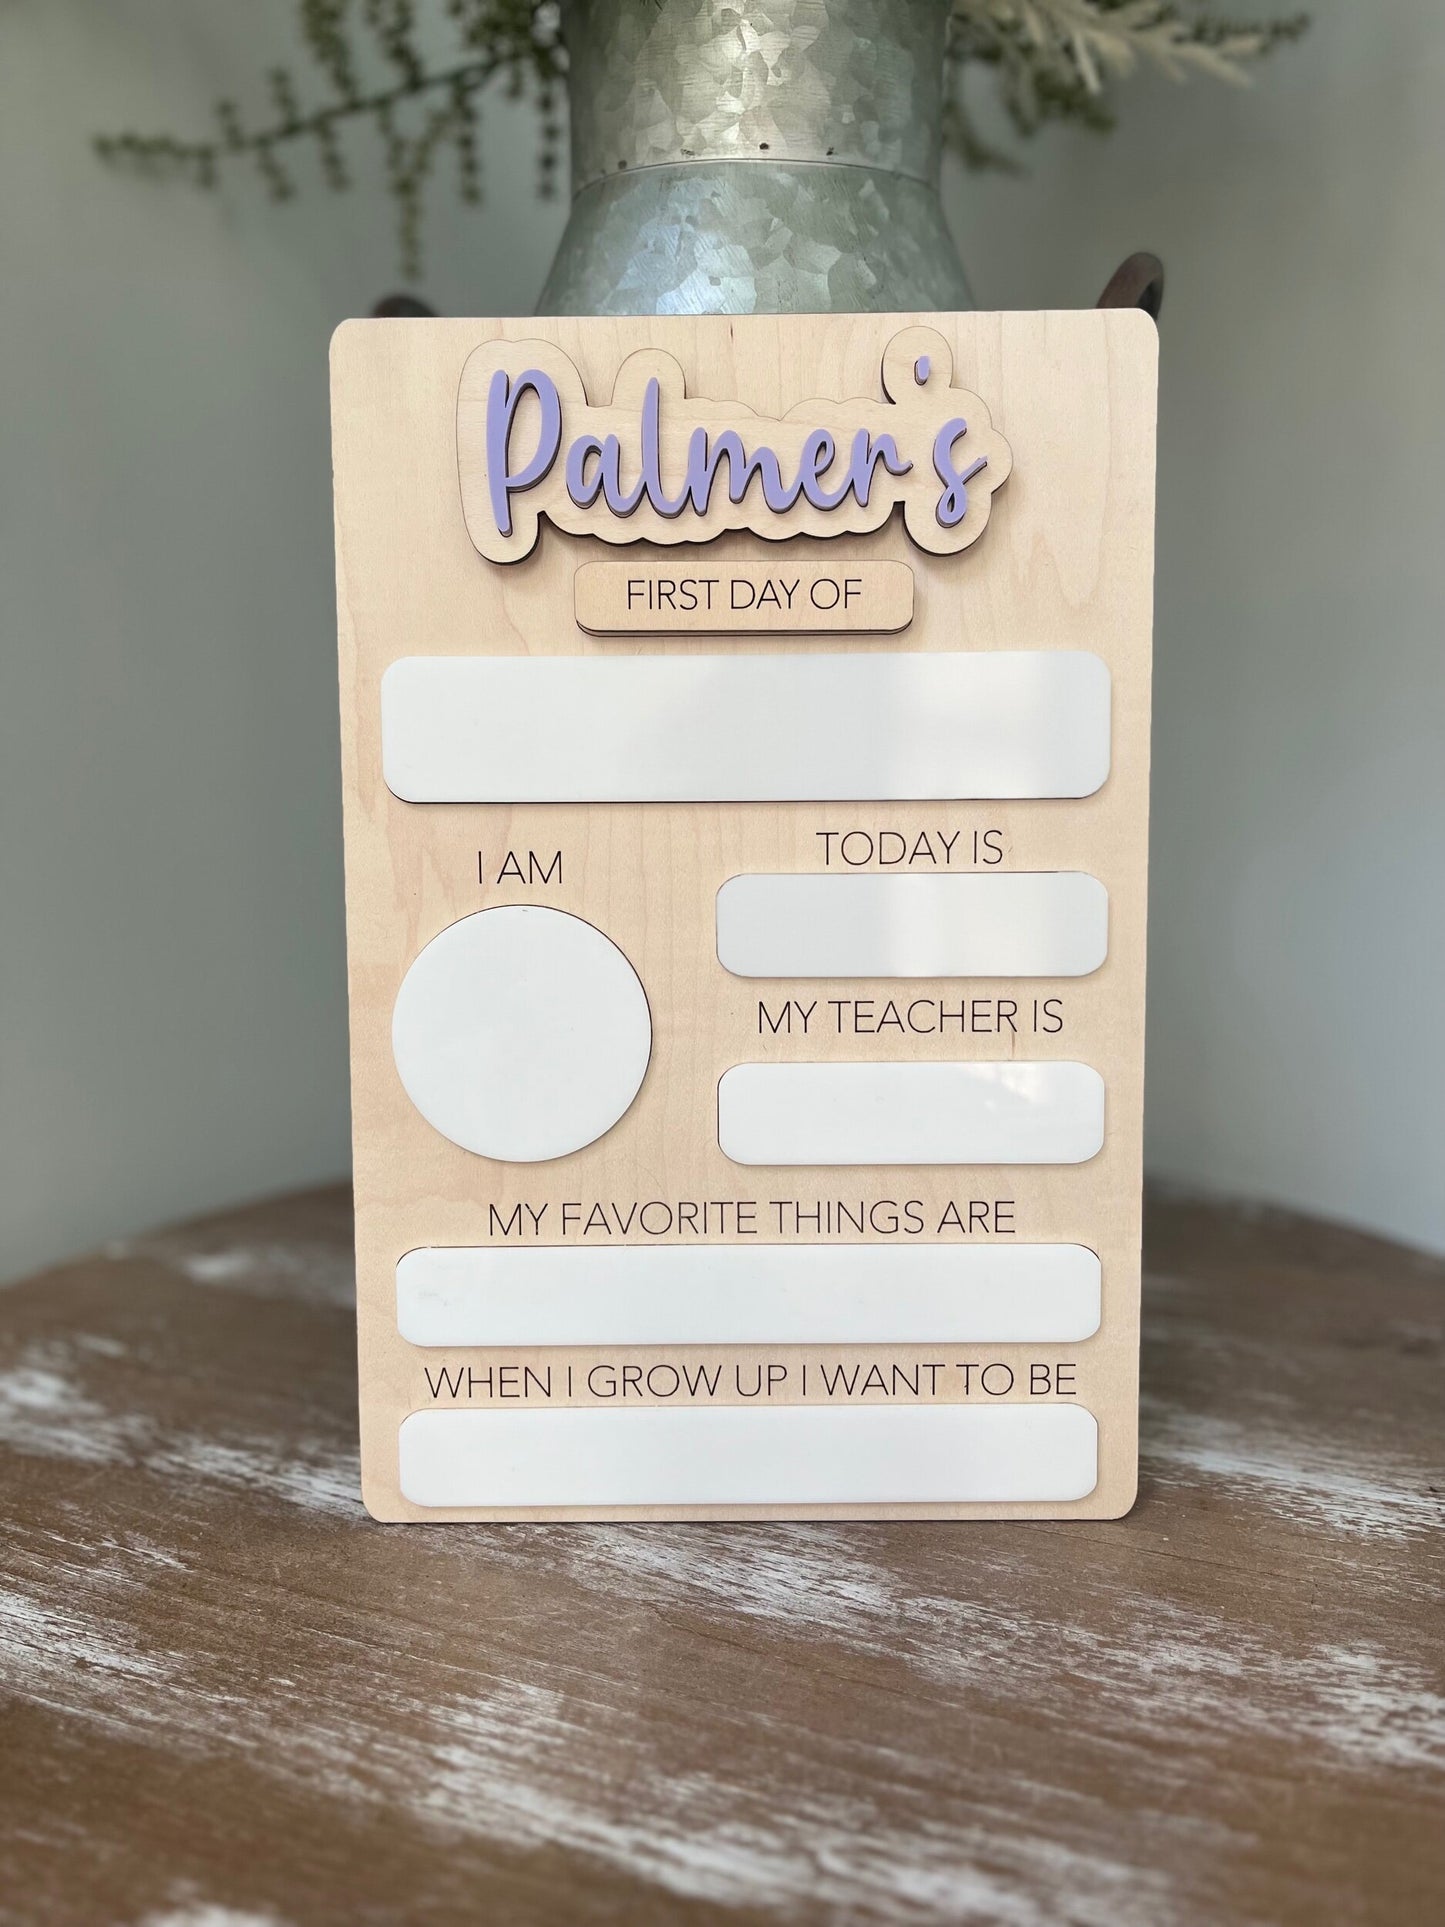 Palmer's
FIRST DAY OF
I AM
TODAY IS
MY TEACHER IS
MY FAVORITE THINGS ARE
WHEN I GROW UP I WANT TO BE